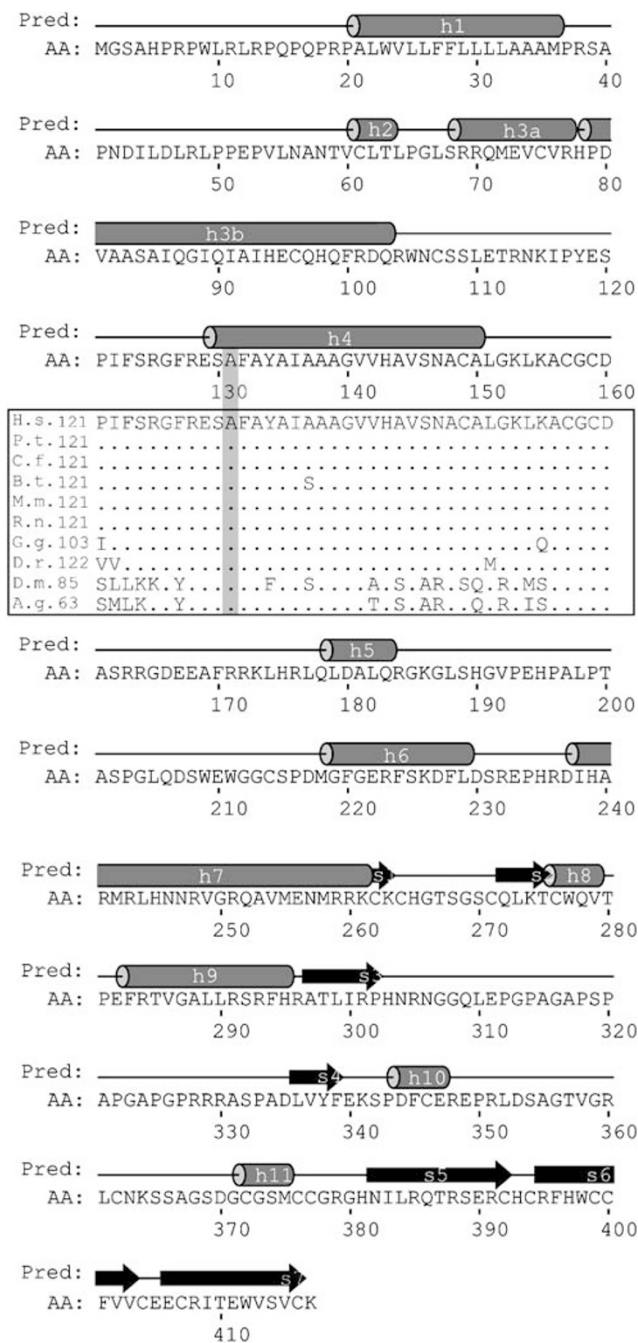 Pred: h1
AA: MGSAHPRPWLRLRPQPQPRPALWVLLFFLLLLAAAMPRSA
10 20 30 40
Pred: h2 h3a
AA: PNDILDLRLPPEPVLNANTVCLTLPGLSRRQMEVCVRHPD
50 60 70 80
Pred: h3b
AA: VAASAIQGIQIAIHECQHQFRDQRWNCSSLETRNKIPYES
90 100 110 120
Pred: h4
AA: PIFSRGFRESAFAYAIAAAGVVHAVSNACALGKLKACGCD
130 140 150 160
H.s.121 PIFSRGFRESAFAYAIAAAGVVHAVSNACALGKLKACGCD
P.t.121 ........................................
C.f.121 ........................................
B.t.121 ................S.......................
M.m.121 ........................................
R.n.121 ........................................
G.g.103 I.................................Q.....
D.r.122 VV............................M.........
D.m.85 SLLKK.Y......F..S....A.S.AR.SQ.R.MS.....
A.g.63 SMLK..Y..............T.S.AR..Q.R.IS.....
Pred: h5
AA: ASRRGDEEAFRRKLHRLQLDALQRGKGLSHGVPEHPALPT
170 180 190 200
Pred: h6
AA: ASPGLQDSWEWGGCSPDMGFGERFSKDFLDSREPHRDIHA
210 220 230 240
Pred: h7 s h8
AA: RMRLHNNRVGRQAVMENMRRKCKCHGTSGSCQLKTCWQVT
250 260 270 280
Pred: h9 s3
AA: PEFRTVGALLRSRFHRATLIRPHNRNGGQLEPGPAGAPSP
290 300 310 320
Pred: s4 h10
AA: APGAPGPRRRASPADLVYFEKSPDFCEREPRLDSAGTVGR
330 340 350 360
Pred: h11 s5 s6
AA: LCNKSSAGSDGCGSMCCGRGHNILRQTRSERCHCRFHWCC
370 380 390 400
Pred: s7
AA: FVVCEECRITEWVSVCK
410